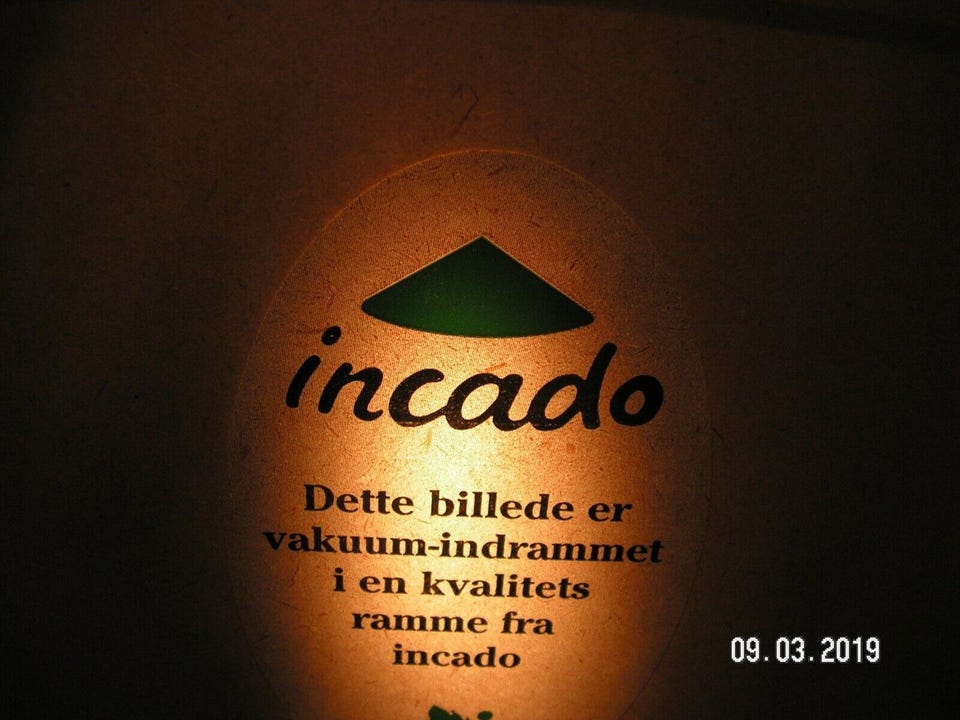 incado
Dette billede er
vakuum-indrammet
i en kvalitets
ramme fra
incado
09.03.2019